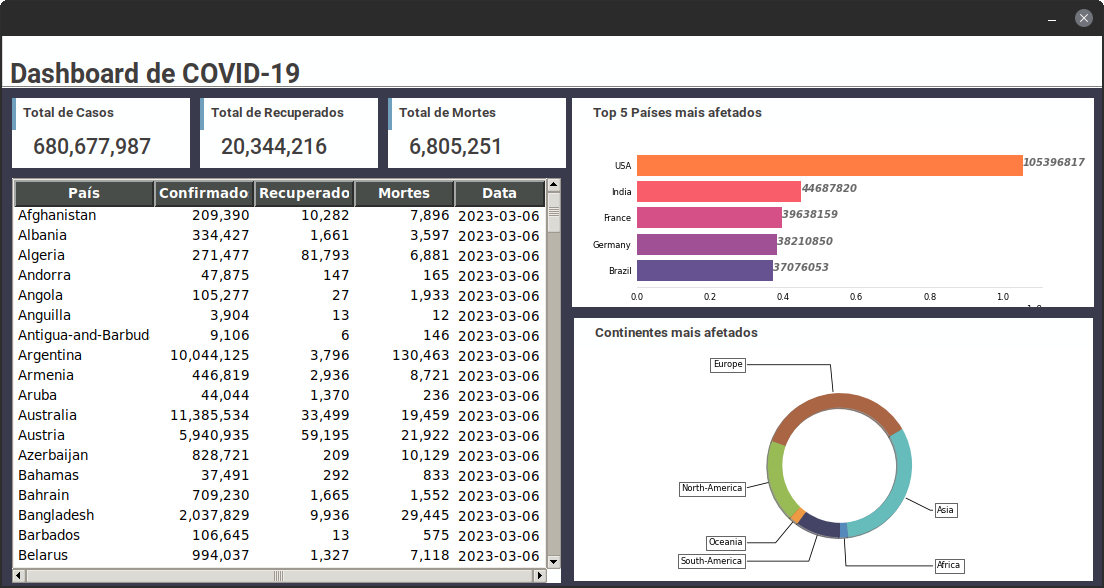 Dashboard de COVID-19
Total de Casos
680,677,987
Total de Recuperados
20,344,216
Total de Mortes
6,805,251
País Confirmado Recuperado Mortes Data
Afghanistan 209,390 10,282 7,896 2023-03-06
Albania 334,427 1,661 3,597 2023-03-06
Algeria 271,477 81,793 6,881 2023-03-06
Andorra 47,875 147 165 2023-03-06
Angola 105,277 27 1,933 2023-03-06
Anguilla 3,904 13 12 2023-03-06
Antigua-and-Barbud 9,106 6 146 2023-03-06
Argentina 10,044,125 3,796 130,463 2023-03-06
Armenia 446,819 2,936 8,721 2023-03-06
Aruba 44,044 1,370 236 2023-03-06
Australia 11,385,534 33,499 19,459 2023-03-06
Austria 5,940,935 59,195 21,922 2023-03-06
Azerbaijan 828,721 209 10,129 2023-03-06
Bahamas 37,491 292 833 2023-03-06
Bahrain 709,230 1,665 1,552 2023-03-06
Bangladesh 2,037,829 9,936 29,445 2023-03-06
Barbados 106,645 13 575 2023-03-06
Belarus 994,037 1,327 7,118 2023-03-06
Top 5 Países mais afetados
USA 105396817
India 44687820
France 39638159
Germany 38210850
Brazil 37076053
0.0 0.2 0.4 0.6 0.8 1.0
Continentes mais afetados
Europe
North-America
Asia
Oceania
South-America
Africa